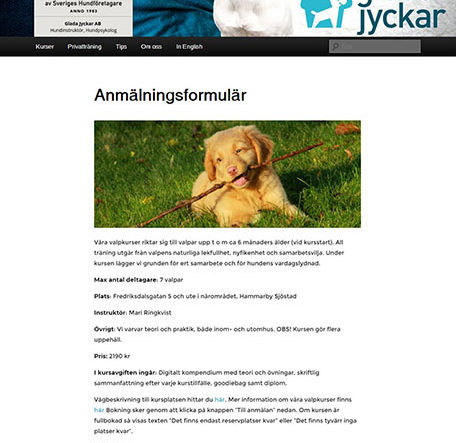 av Sveriges Hundföretagare
ANNO 1983
Glada Jyckar AB
Hundinstruktör, Hundpsykolog
jyckar
Kurser Privatträning Tips Om oss In English
Anmälningsformulär
Våra valpkurser riktar sig till valpar upp t o m ca 6 månaders ålder (vid kursstart). All
träning utgår från valpens naturliga lekfullhet, nyfikenhet och samarbetsvilja. Under
kursen lägger vi grunden för ert samarbete och för hundens vardagslydnad.
Max antal deltagare: 7 valpar
Plats: Fredriksdalsgatan 5 och ute i närområdet, Hammarby Sjöstad
Instruktör: Mari Ringkvist
Övrigt: Vi varvar teori och praktik, både inom- och utomhus. OBS! Kursen gör flera
uppehåll.
Pris: 2190 kr
I kursavgiften ingår: Digitalt kompendium med teori och övningar, skriftlig
sammanfattning efter varje kurstillfälle, goodiebag samt diplom.
Vägbeskrivning till kursplatsen hittar du här. Mer information om våra valpkurser finns
här Bokning sker genom att klicka på knappen "Till anmälan" nedan. Om kursen är
fullbokad så visas texten "Det finns endast reservplatser kvar" eller "Det finns tyvärr inga
platser kvar".